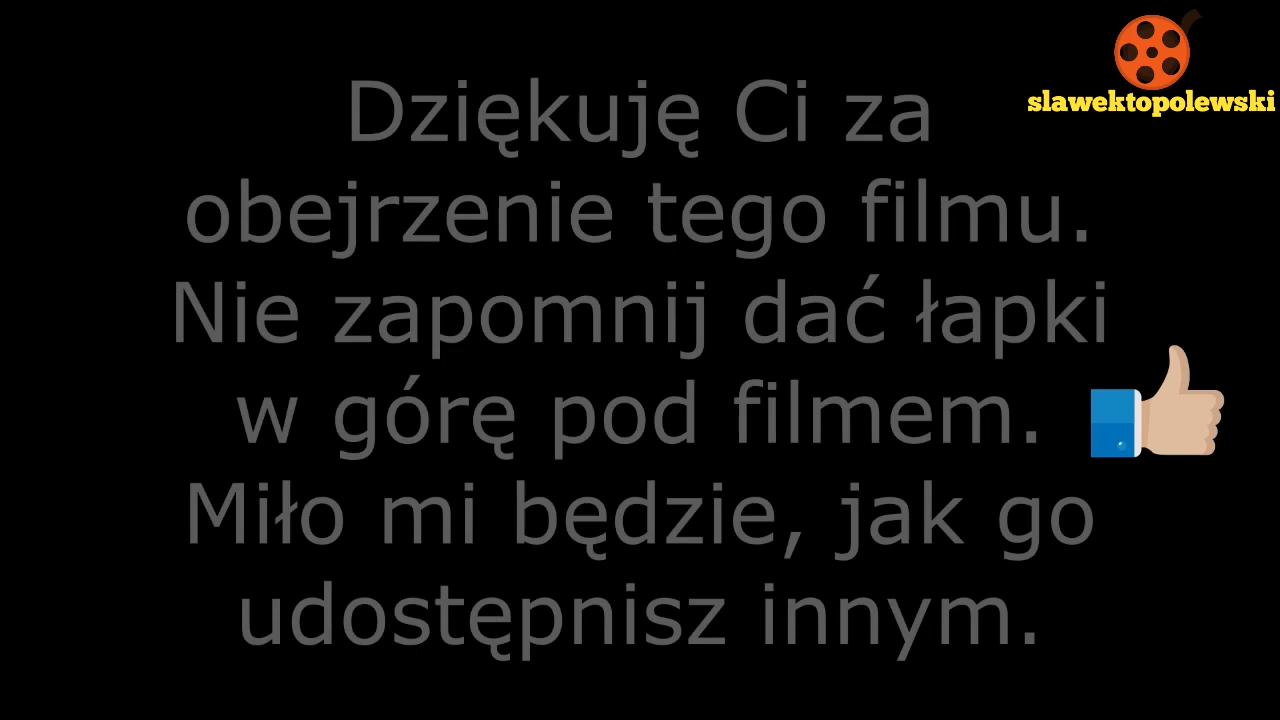 slawektopolewski
Dziękuję Ci za
obejrzenie tego filmu.
Nie zapomnij dać łapki
w górę pod filmem.
Miło mi będzie, jak go
udostępnisz innym.